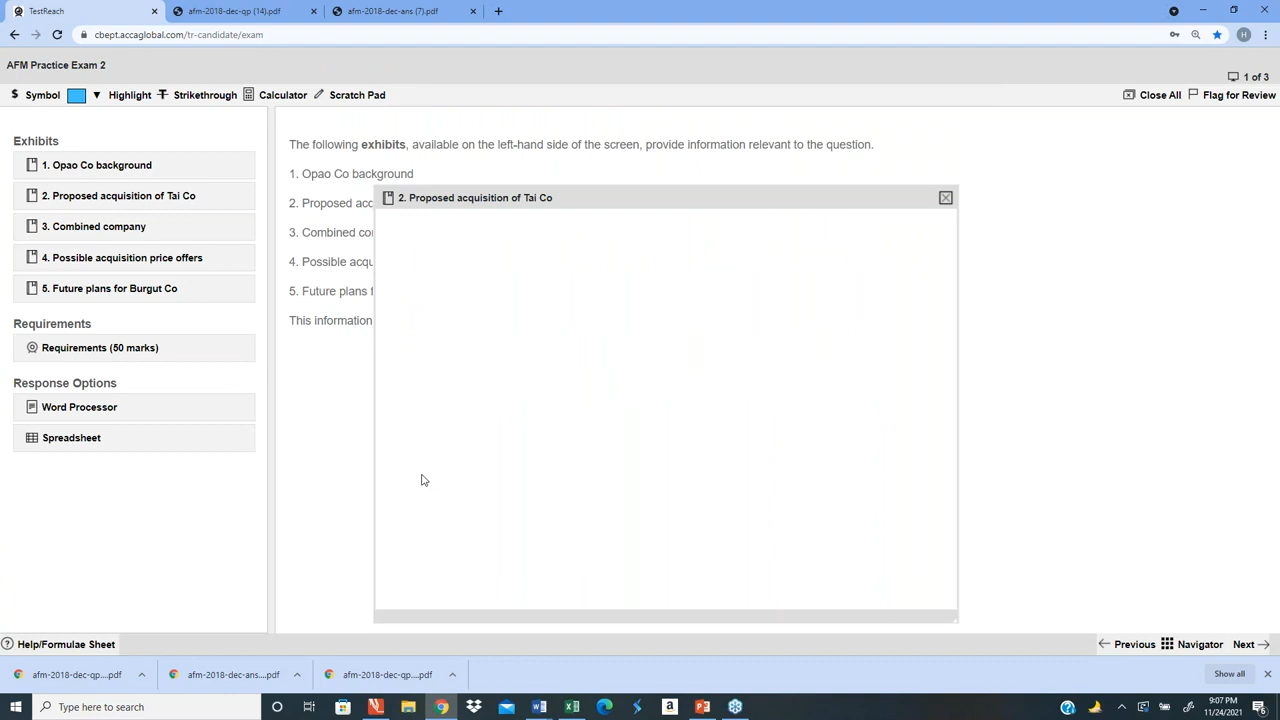 TestReach
afm-2018-dec-qp (14).pdf
afm-2018-dec-ans (7).pdf
cbept.accaglobal.com/tr-candidate/exam
H
AFM Practice Exam 2
1 of 3
$ Symbol
Highlight
Strikethrough
Calculator
Scratch Pad
Close All
Flag for Review
Exhibits
1. Opao Co background
2. Proposed acquisition of Tai Co
3. Combined company
4. Possible acquisition price offers
5. Future plans for Burgut Co
Requirements
Requirements (50 marks)
Response Options
Word Processor
Spreadsheet
The following exhibits, available on the left-hand side of the screen, provide information relevant to the question.
1. Opao Co background
2. Proposed acq
3. Combined co
4. Possible acqu
5. Future plans f
This information
2. Proposed acquisition of Tai Co
Help/Formulae Sheet
Previous
Navigator
Next
afm-2018-dec-qp....pdf
afm-2018-dec-ans....pdf
afm-2018-dec-qp....pdf
Show all
Type here to search
9:07 PM
11/24/2021